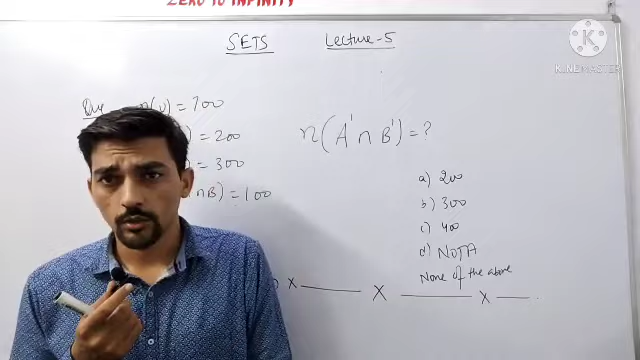 ZERO TO INFINITY
SETS Lecture-5
KINEMASTER
Que n(U) = 700
) = 200
) = 300
n B) = 100
n(A' ∩ B') = ?
a) 200
b) 300
c) 400
d) NOTA
None of the above